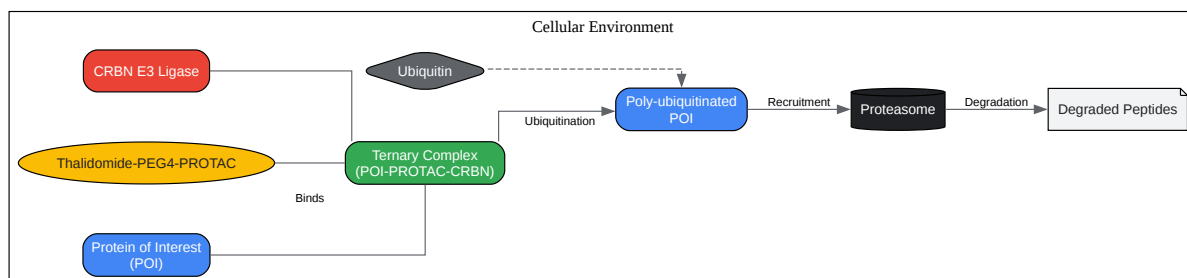 Cellular Environment
CRBN E3 Ligase
Ubiquitin
Poly-ubiquitinated
POI
Recruitment
Proteasome
Degradation
Degraded Peptides
Ubiquitination
Thalidomide-PEG4-PROTAC
Ternary Complex
(POI-PROTAC-CRBN)
Binds
Protein of Interest
(POI)